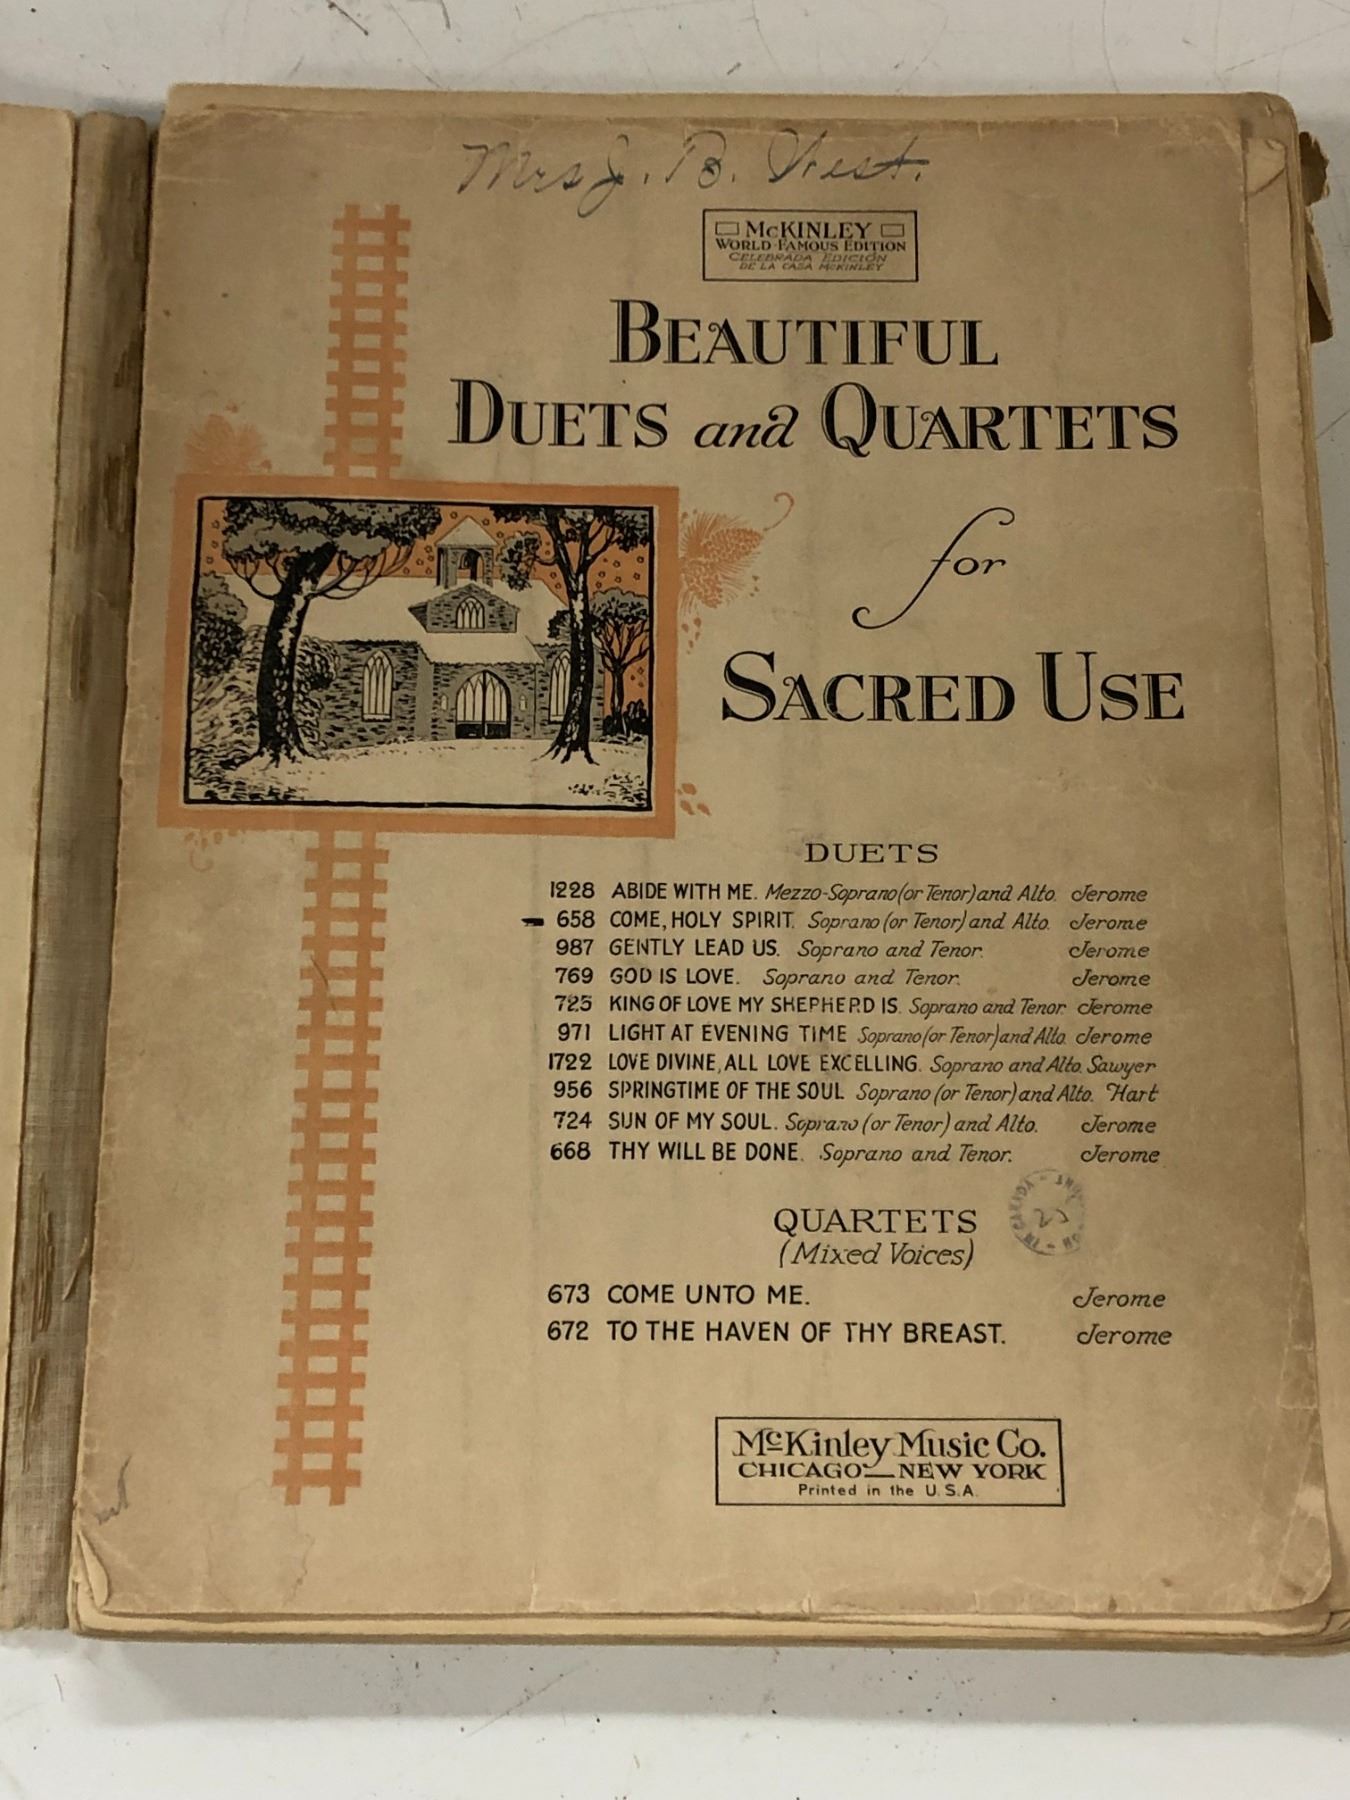 Mrs J. B. West.
McKINLEY
WORLD-FAMOUS EDITION
CELEBRADA EDICIÓN
DE LA CASA McKINLEY
BEAUTIFUL
DUETS and QUARTETS
for
SACRED USE
DUETS
1228 ABIDE WITH ME. Mezzo-Soprano (or Tenor) and Alto. Jerome
658 COME, HOLY SPIRIT. Soprano (or Tenor) and Alto. Jerome
987 GENTLY LEAD US. Soprano and Tenor. Jerome
769 GOD IS LOVE. Soprano and Tenor. Jerome
725 KING OF LOVE MY SHEPHERD IS. Soprano and Tenor Jerome
971 LIGHT AT EVENING TIME Soprano (or Tenor) and Alto. Jerome
1722 LOVE DIVINE, ALL LOVE EXCELLING. Soprano and Alto. Sawyer
956 SPRINGTIME OF THE SOUL Soprano (or Tenor) and Alto. Hart
724 SUN OF MY SOUL. Soprano (or Tenor) and Alto. Jerome
668 THY WILL BE DONE. Soprano and Tenor. Jerome
QUARTETS
(Mixed Voices)
673 COME UNTO ME. Jerome
672 TO THE HAVEN OF THY BREAST. Jerome
McKinley Music Co.
CHICAGO — NEW YORK
Printed in the U.S.A.